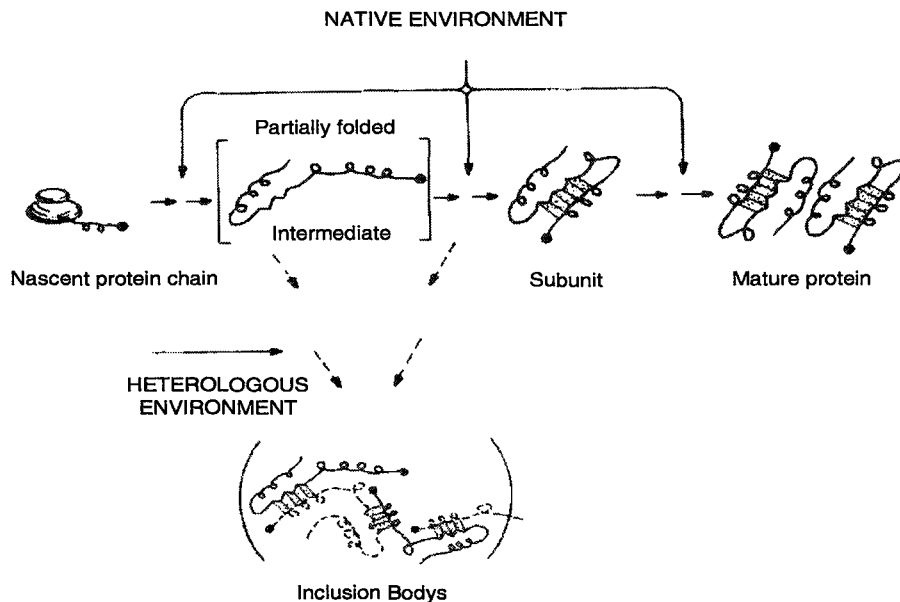 NATIVE ENVIRONMENT
Partially folded
Intermediate
Nascent protein chain
Subunit
Mature protein
HETEROLOGOUS
ENVIRONMENT
Inclusion Bodys